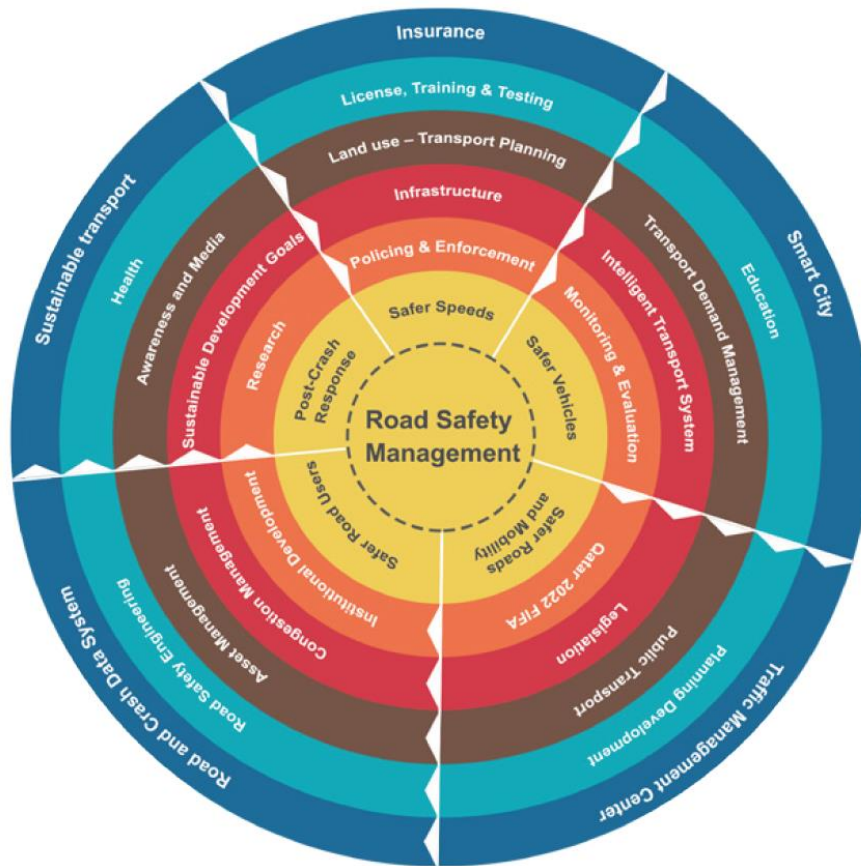 Insurance
License, Training & Testing
Land use – Transport Planning
Infrastructure
Policing & Enforcement
Safer Speeds
Smart City
Education
Transport Demand Management
Intelligent Transport System
Monitoring & Evaluation
Safer Vehicles
Traffic Management Center
Planning Development
Public Transport
Legislation
Qatar 2022 FIFA
Safer Roads
and Mobility
Road and Crash Data System
Road Safety Engineering
Asset Management
Congestion Management
Institutional Development
Safer Road Users
Sustainable transport
Health
Awareness and Media
Sustainable Development Goals
Research
Post-Crash
Response
Road Safety
Management